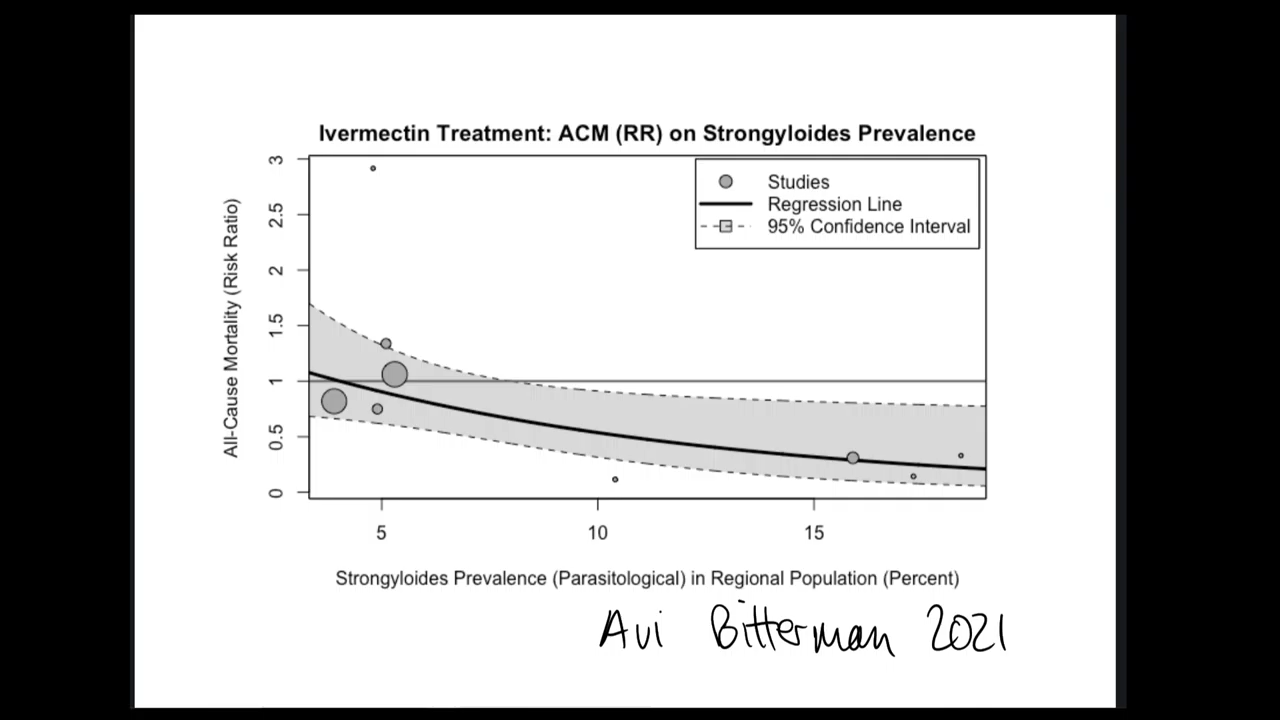 Ivermectin Treatment: ACM (RR) on Strongyloides Prevalence
All-Cause Mortality (Risk Ratio)
3
2.5
2
1.5
1
0.5
0
Studies
Regression Line
95% Confidence Interval
5 10 15
Strongyloides Prevalence (Parasitological) in Regional Population (Percent)
Avi Bitterman 2021